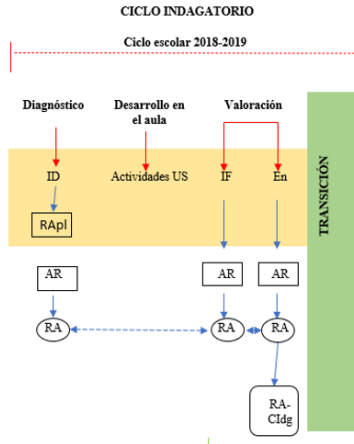 CICLO INDAGATORIO
Ciclo escolar 2018-2019
Diagnóstico
Desarrollo en
el aula
Valoración
ID
Actividades US
IF
En
RApl
TRANSICIÓN
AR
AR
AR
RA
RA
RA
RA-
CIdg